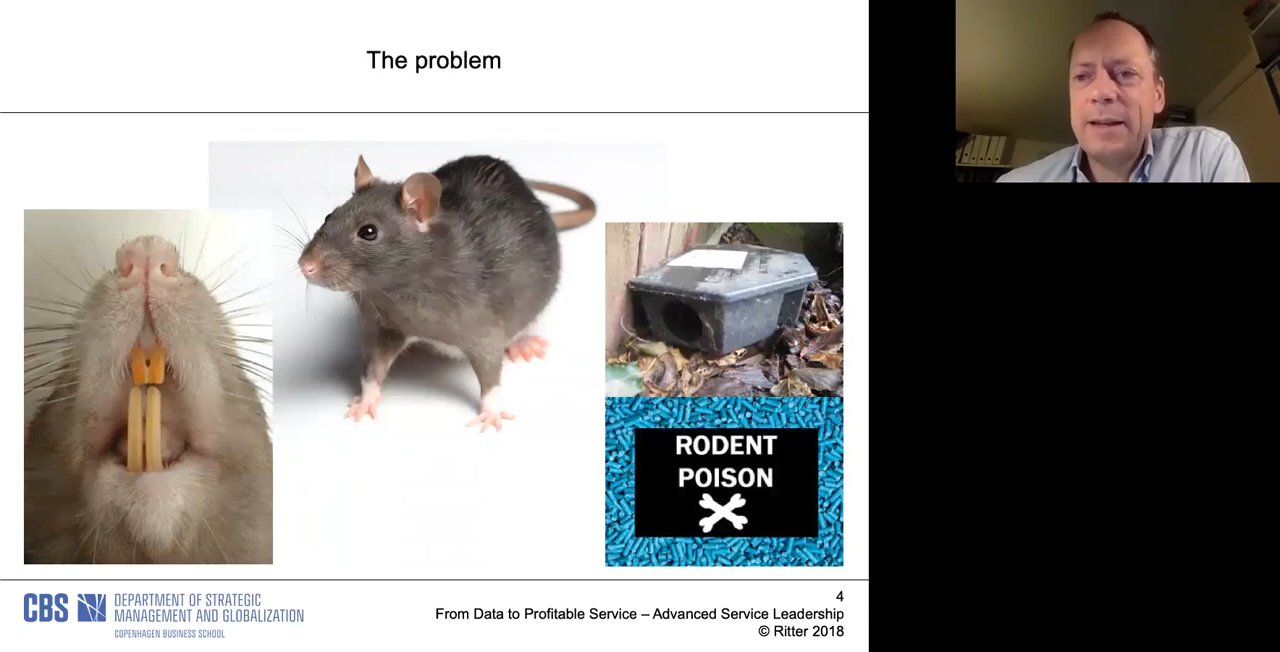 The problem
RODENT
POISON
CBS
DEPARTMENT OF STRATEGIC
MANAGEMENT AND GLOBALIZATION
COPENHAGEN BUSINESS SCHOOL
4
From Data to Profitable Service – Advanced Service Leadership
© Ritter 2018